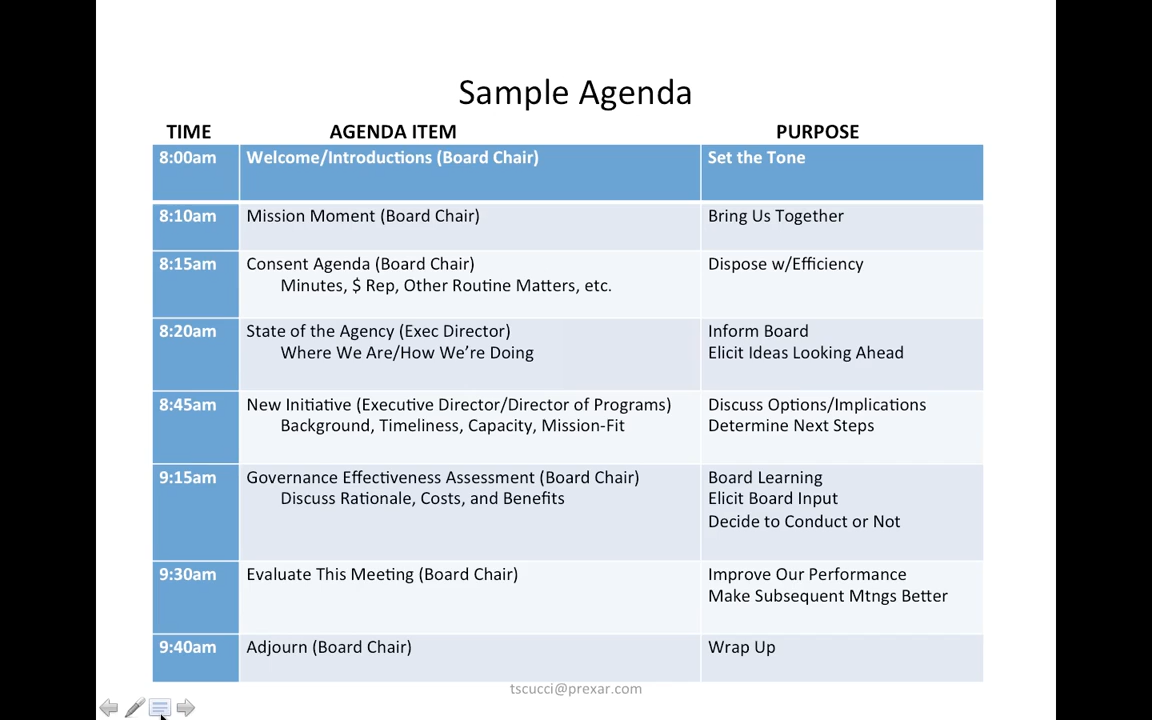 Sample Agenda
TIME AGENDA ITEM PURPOSE
8:00am Welcome/Introductions (Board Chair) Set the Tone
8:10am Mission Moment (Board Chair) Bring Us Together
8:15am Consent Agenda (Board Chair) Dispose w/Efficiency
Minutes, $ Rep, Other Routine Matters, etc.
8:20am State of the Agency (Exec Director) Inform Board
Where We Are/How We’re Doing Elicit Ideas Looking Ahead
8:45am New Initiative (Executive Director/Director of Programs) Discuss Options/Implications
Background, Timeliness, Capacity, Mission-Fit Determine Next Steps
9:15am Governance Effectiveness Assessment (Board Chair) Board Learning
Discuss Rationale, Costs, and Benefits Elicit Board Input
Decide to Conduct or Not
9:30am Evaluate This Meeting (Board Chair) Improve Our Performance
Make Subsequent Mtngs Better
9:40am Adjourn (Board Chair) Wrap Up
tscucci@prexar.com